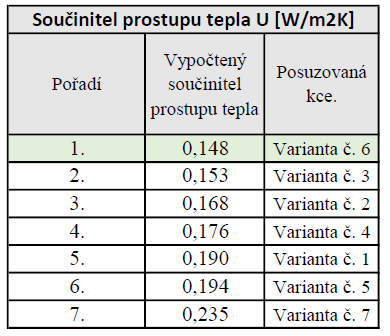 Součinitel prostupu tepla U [W/m2K]
Pořadí Vypočtený součinitel prostupu tepla Posuzovaná kce.
1. 0,148 Varianta č. 6
2. 0,153 Varianta č. 3
3. 0,168 Varianta č. 2
4. 0,176 Varianta č. 4
5. 0,190 Varianta č. 1
6. 0,194 Varianta č. 5
7. 0,235 Varianta č. 7